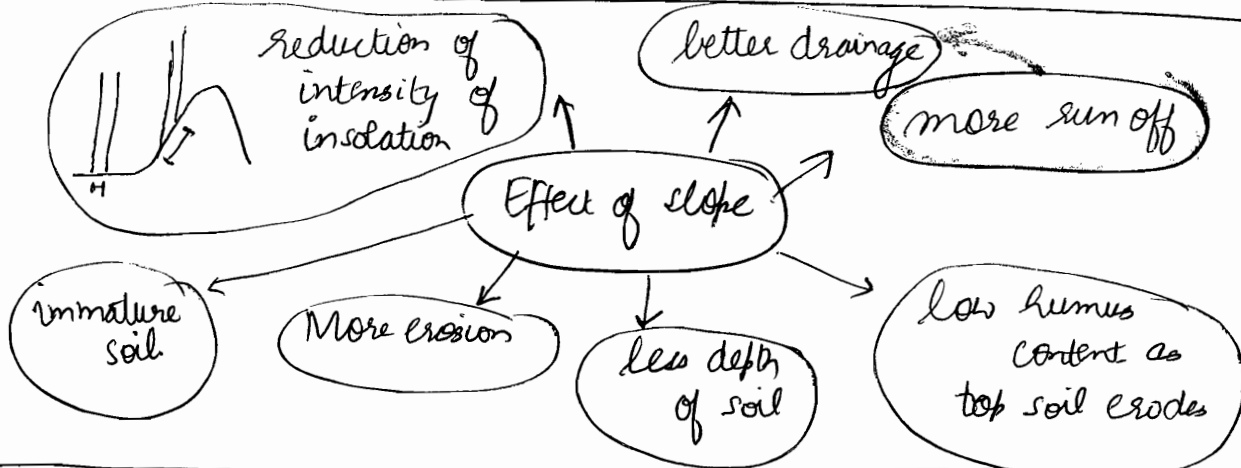 reduction of
intensity of
insolation
better drainage
more run off
Effect of slope
immature
soil
More erosion
less depth
of soil
low humus
content as
top soil erodes